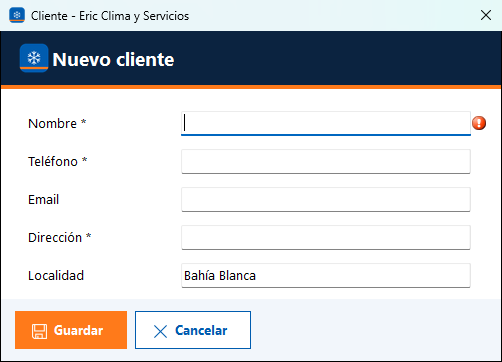 Cliente - Eric Clima y Servicios
Nuevo cliente
Nombre *
Teléfono *
Email
Dirección *
Localidad Bahía Blanca
Guardar Cancelar